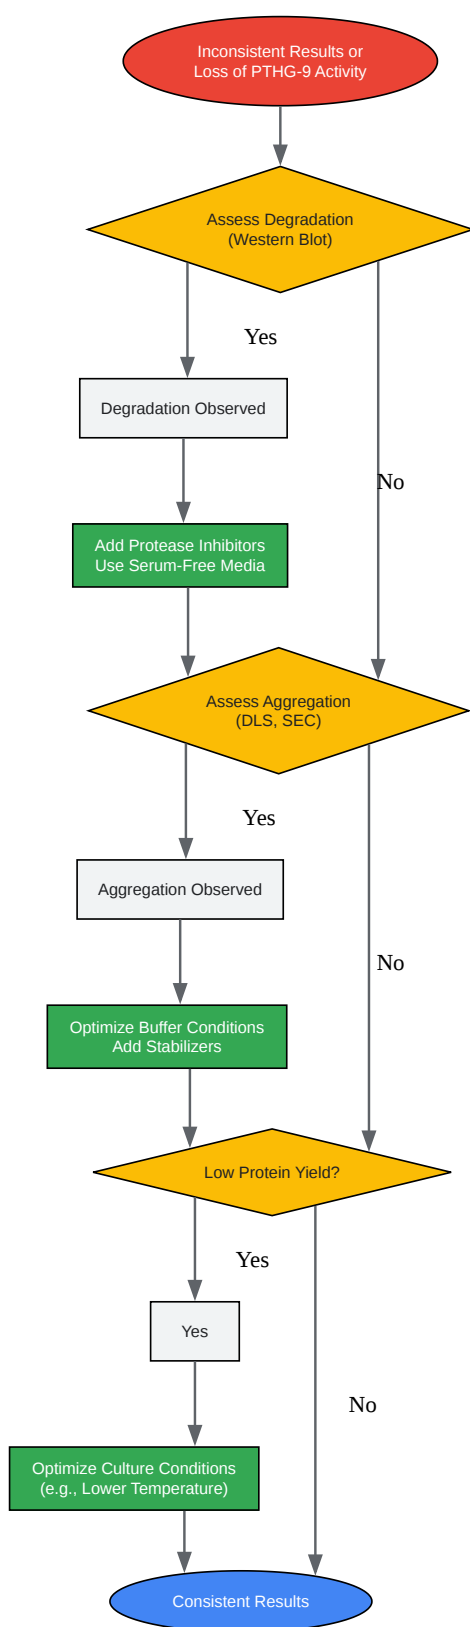 Inconsistent Results or
Loss of PTHG-9 Activity
Assess Degradation
(Western Blot)
Yes
Degradation Observed
No
Add Protease Inhibitors
Use Serum-Free Media
Assess Aggregation
(DLS, SEC)
Yes
Aggregation Observed
No
Optimize Buffer Conditions
Add Stabilizers
Low Protein Yield?
Yes
Yes
No
Optimize Culture Conditions
(e.g., Lower Temperature)
Consistent Results